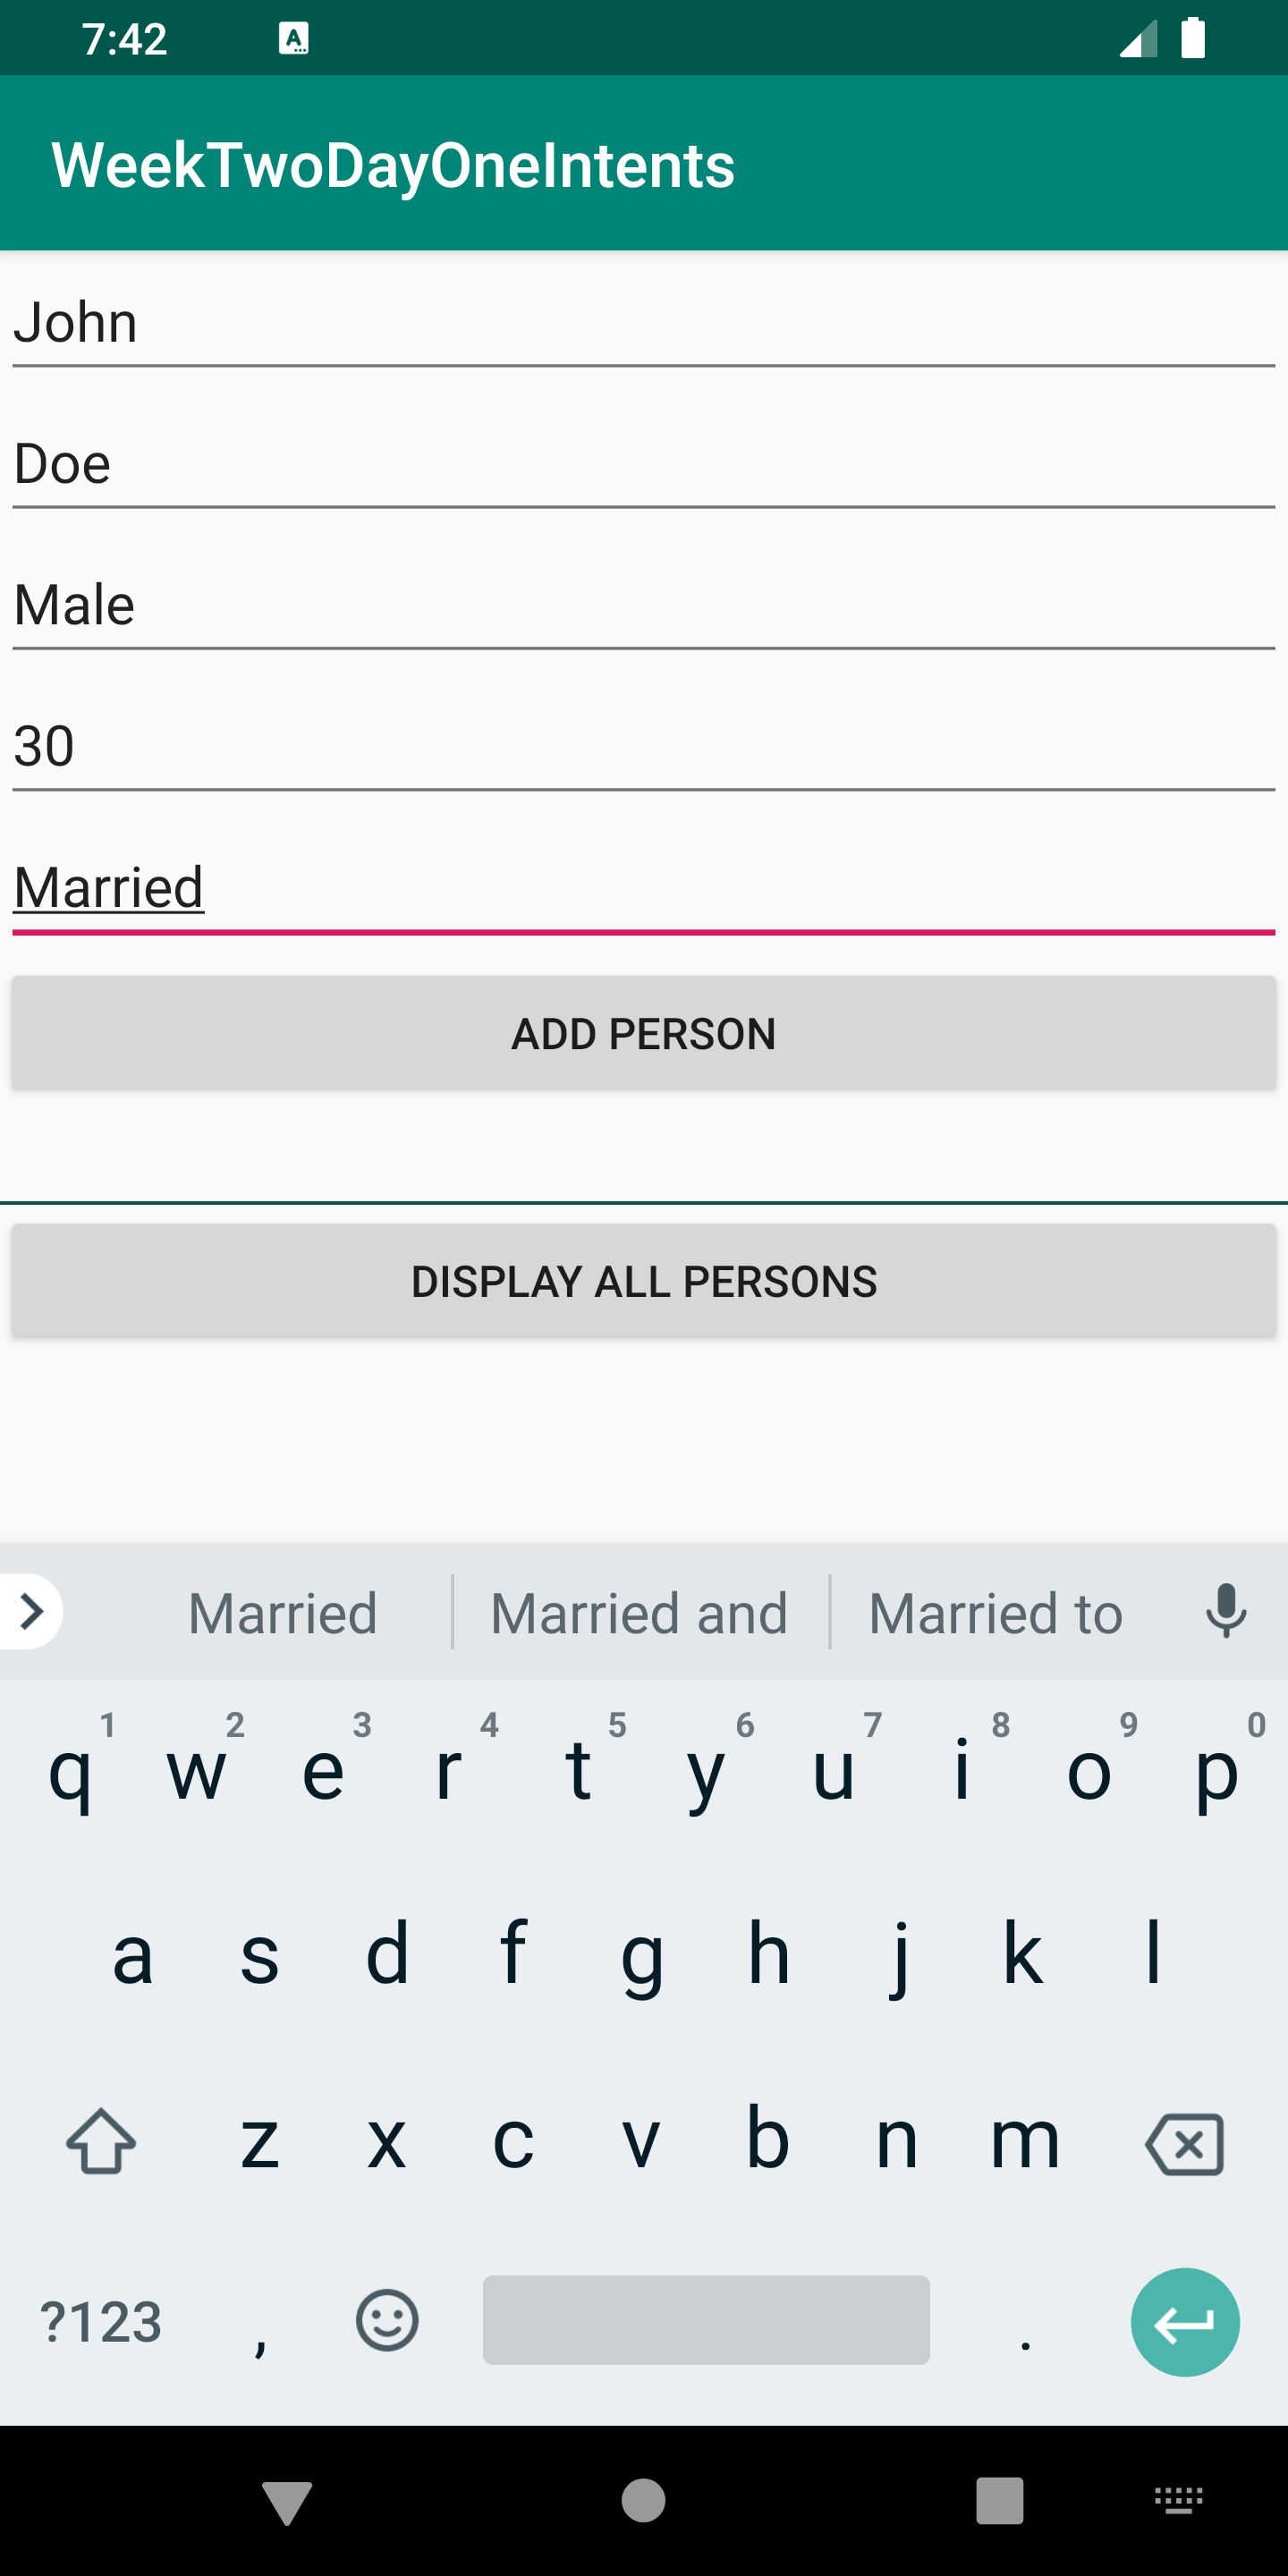 7:42 A
WeekTwoDayOneIntents
John
Doe
Male
30
Married
ADD PERSON
DISPLAY ALL PERSONS
Married Married and Married to
1 2 3 4 5 6 7 8 9 0
q w e r t y u i o p
a s d f g h j k l
z x c v b n m
?123 , .